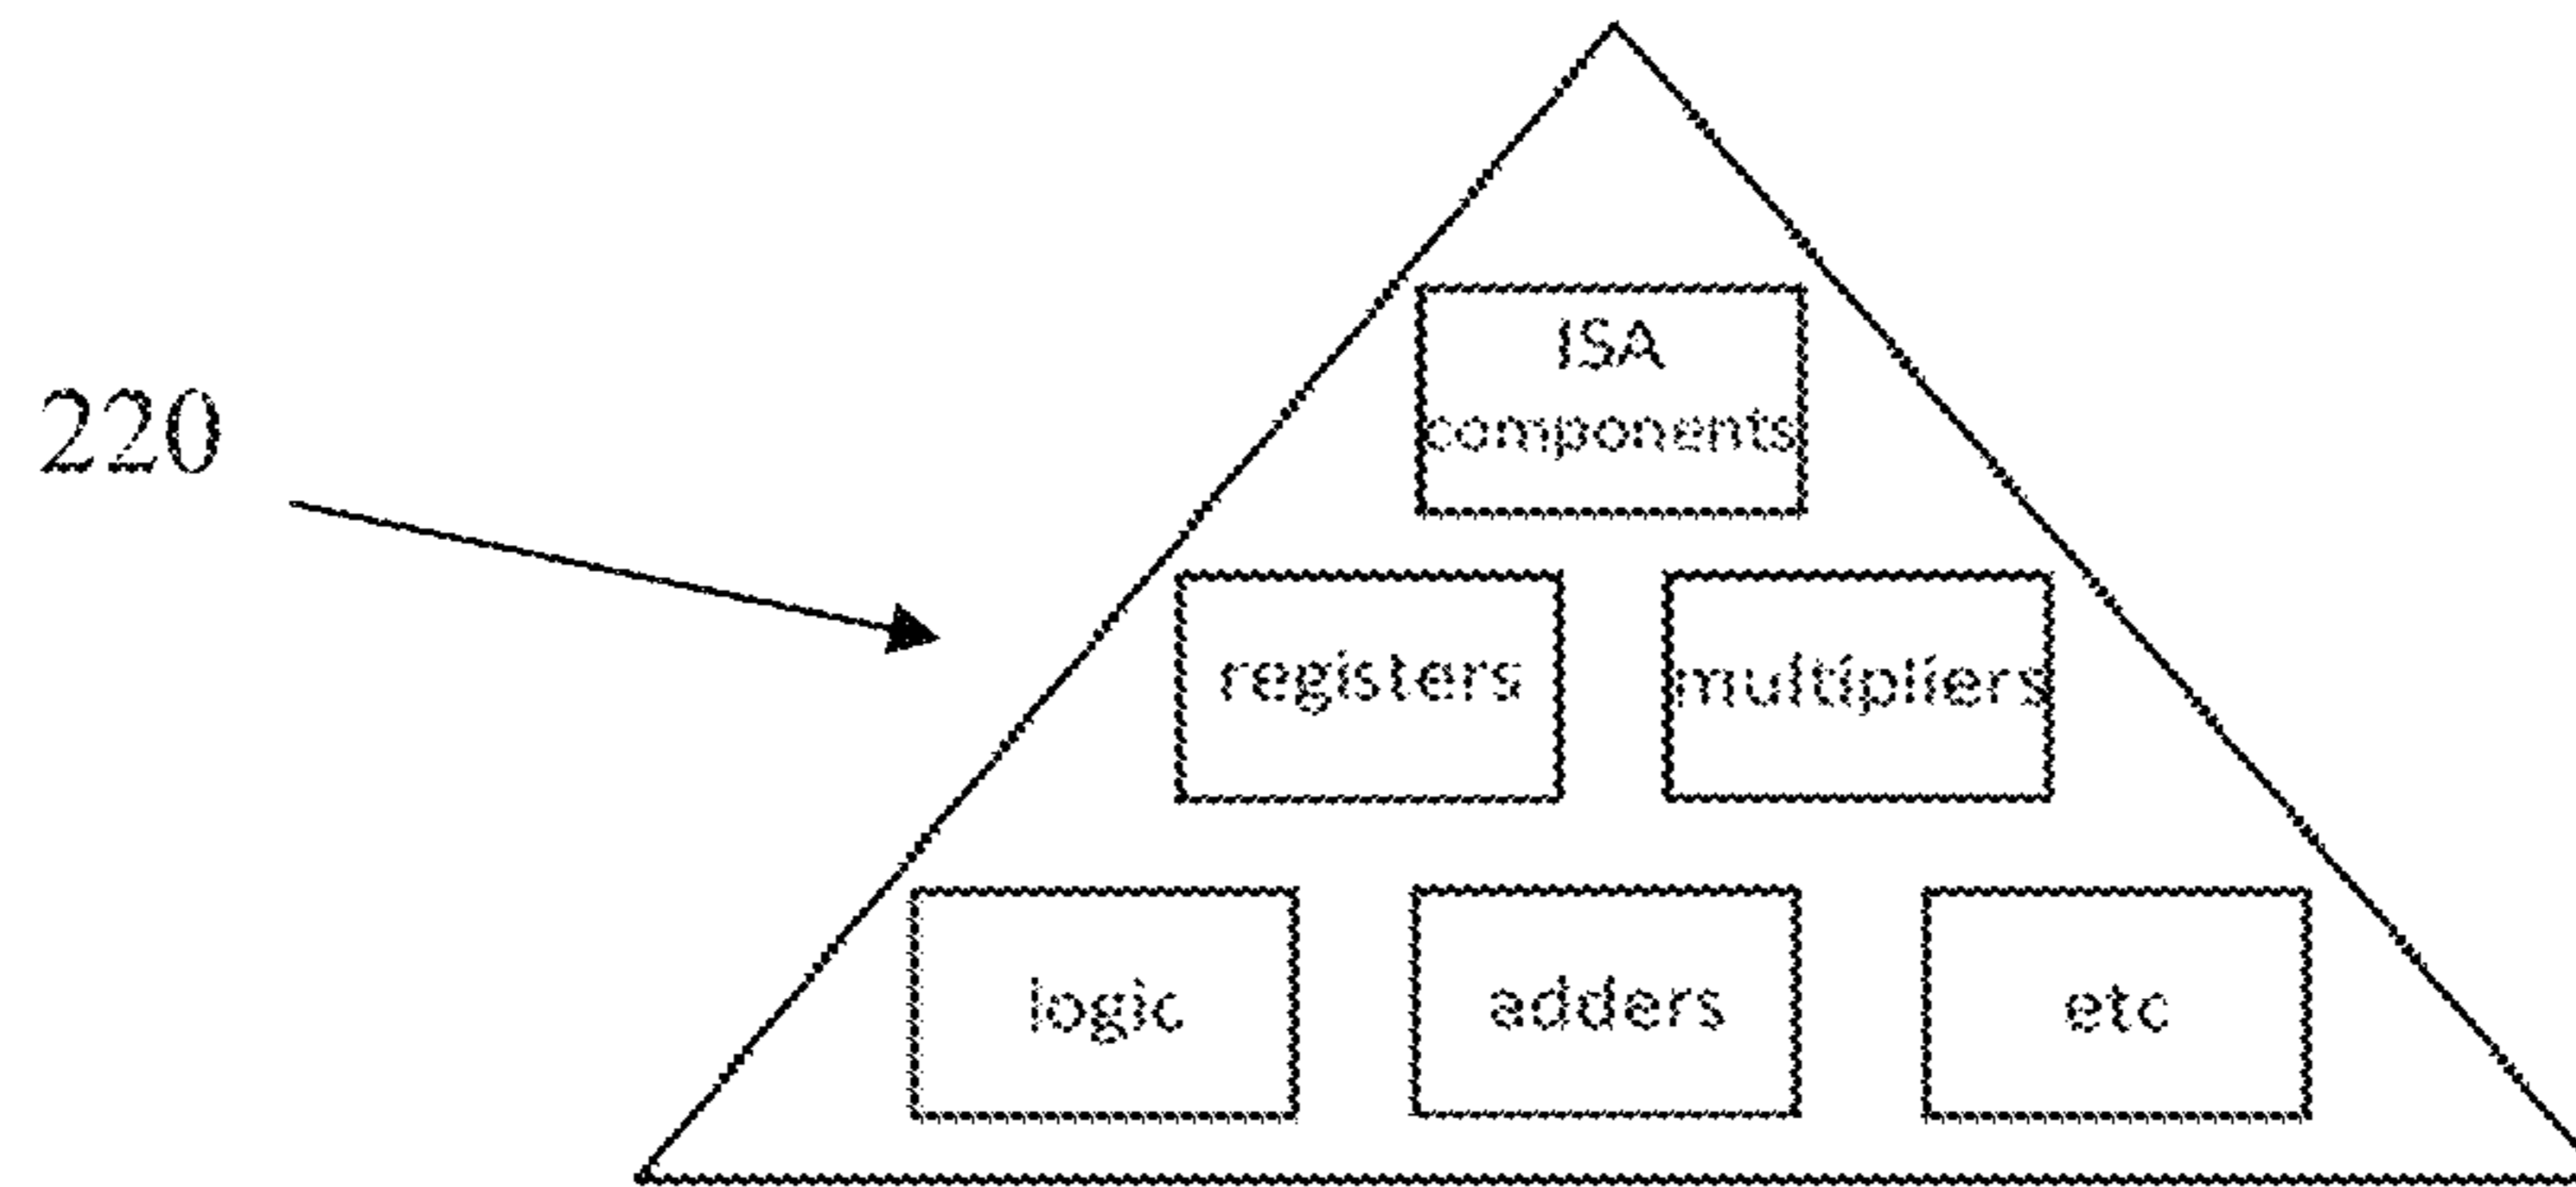 220
ISA
components
registers
multipliers
logic
adders
etc